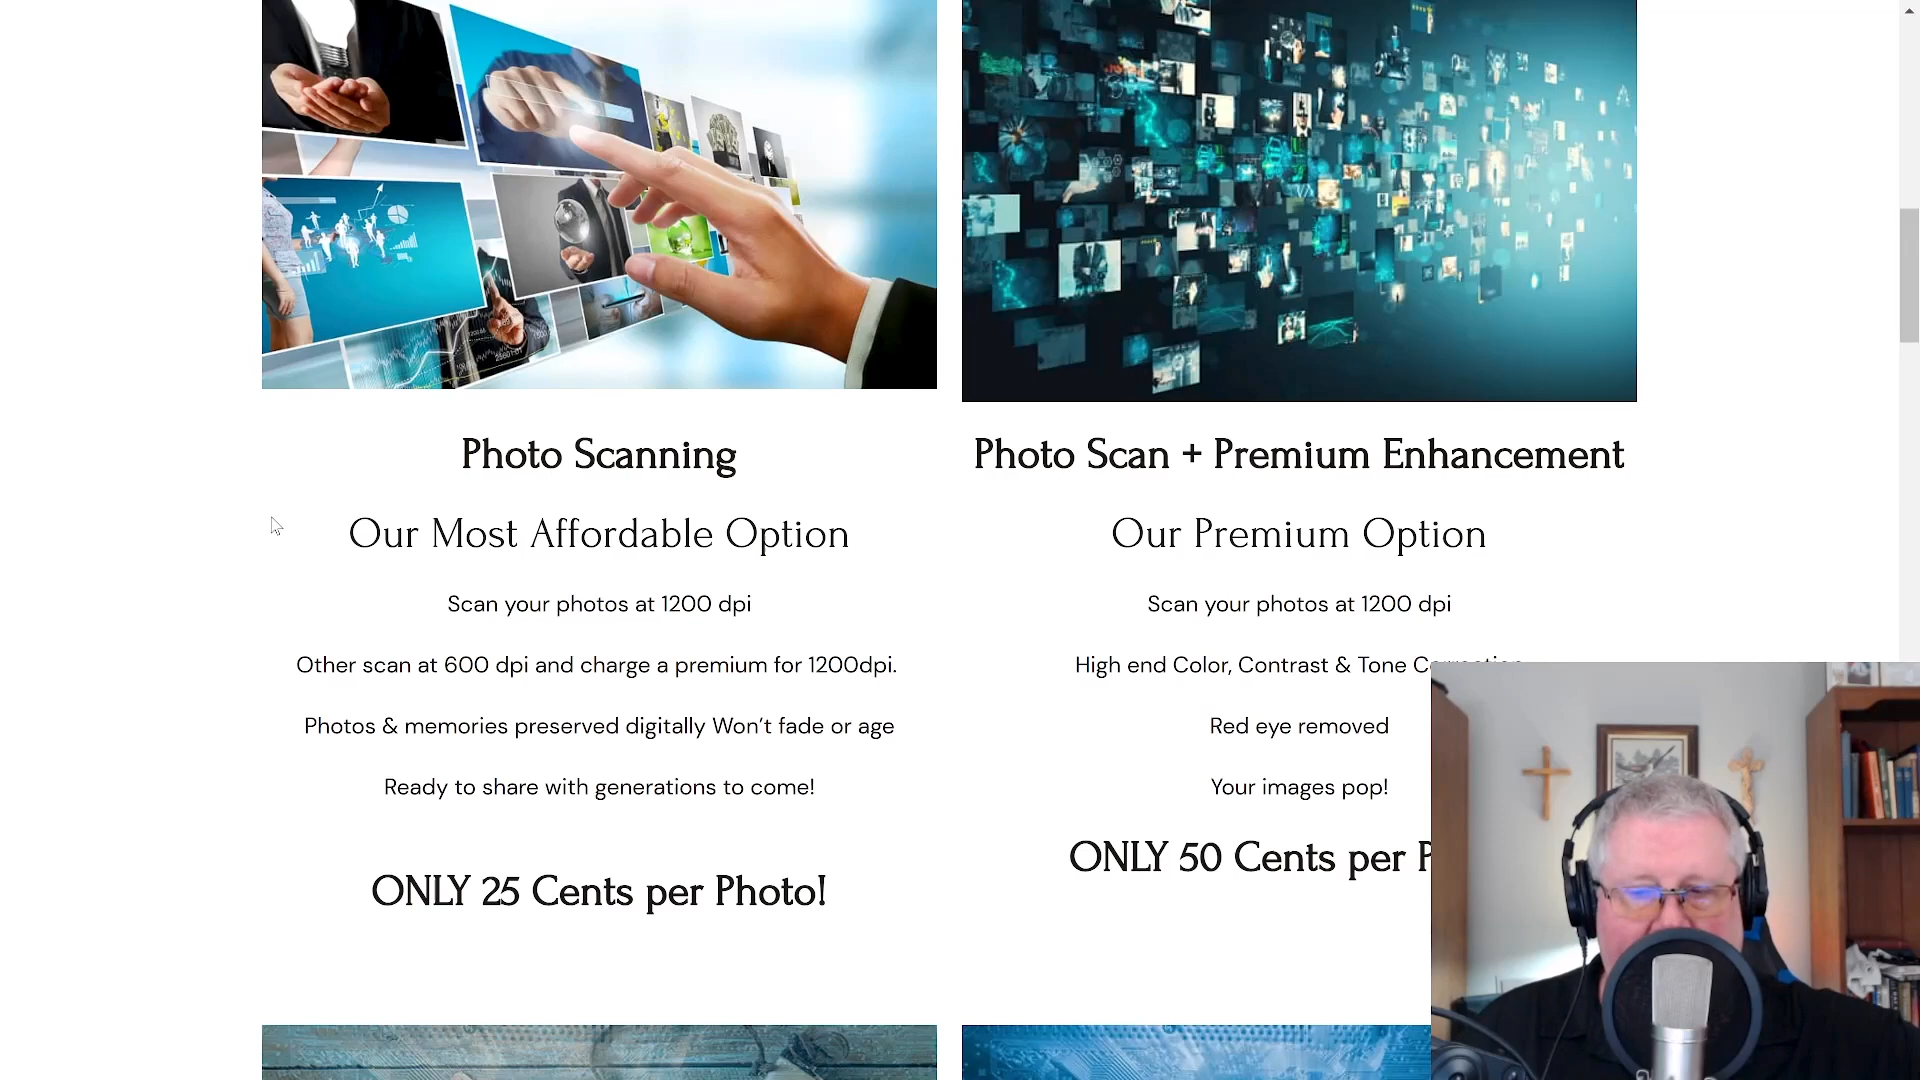 Photo Scanning
Our Most Affordable Option
Scan your photos at 1200 dpi
Other scan at 600 dpi and charge a premium for 1200dpi.
Photos & memories preserved digitally Won't fade or age
Ready to share with generations to come!
ONLY 25 Cents per Photo!
Photo Scan + Premium Enhancement
Our Premium Option
Scan your photos at 1200 dpi
High end Color, Contrast & Tone Correction
Red eye removed
Your images pop!
ONLY 50 Cents per